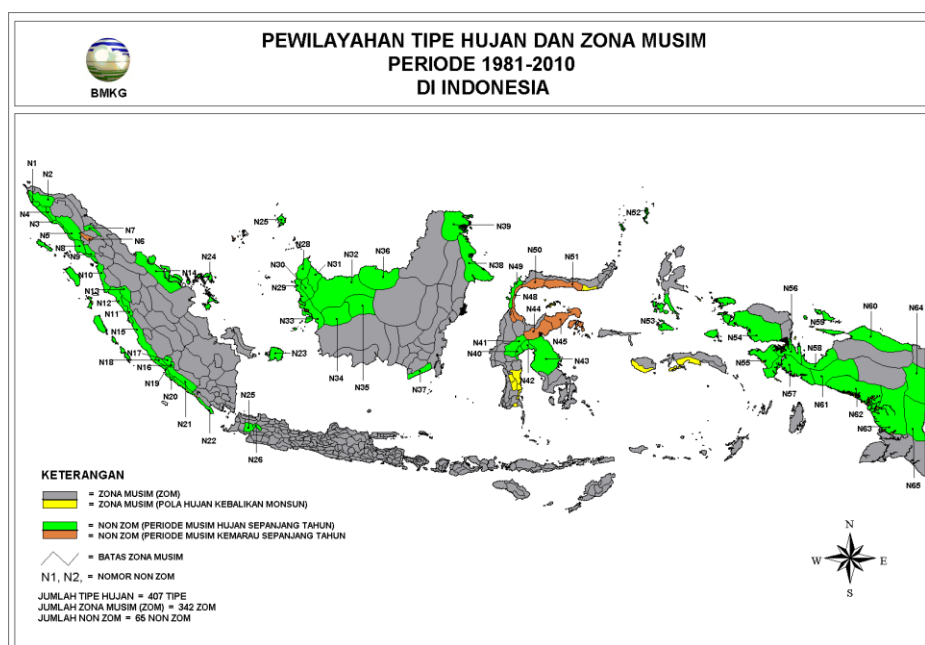 PEWILAYAHAN TIPE HUJAN DAN ZONA MUSIM
PERIODE 1981-2010
DI INDONESIA
BMKG
N1
N2
N4
N3
N5
N7
N6
N8
N9
N10
N14
N24
N13
N12
N11
N15
N18
N17
N16
N19
N20
N21
N22
N25
N28
N30
N31
N32
N36
N29
N33
N23
N34
N35
N37
N39
N38
N25
N26
N49
N50
N51
N48
N44
N41
N40
N45
N42
N43
N52
N53
N54
N55
N56
N59
N58
N57
N60
N64
N61
N62
N63
N65
KETERANGAN
= ZONA MUSIM (ZOM)
= ZONA MUSIM (POLA HUJAN KEBALIKAN MONSUN)
= NON ZOM (PERIODE MUSIM HUJAN SEPANJANG TAHUN)
= NON ZOM (PERIODE MUSIM KEMARAU SEPANJANG TAHUN
= BATAS ZONA MUSIM
N1, N2, = NOMOR NON ZOM
JUMLAH TIPE HUJAN = 407 TIPE
JUMLAH ZONA MUSIM (ZOM) = 342 ZOM
JUMLAH NON ZOM = 65 NON ZOM
N
W
E
S